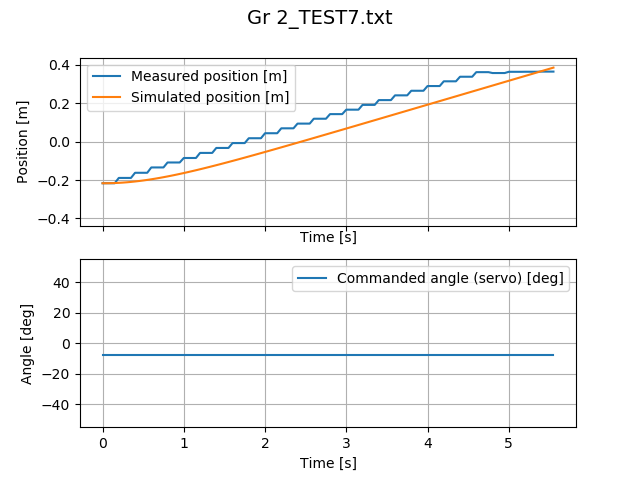 Gr 2_TEST7.txt
Measured position [m]
Simulated position [m]
Position [m]
0.4
0.2
0.0
−0.2
−0.4
Time [s]
Commanded angle (servo) [deg]
Angle [deg]
40
20
0
−20
−40
0 1 2 3 4 5
Time [s]